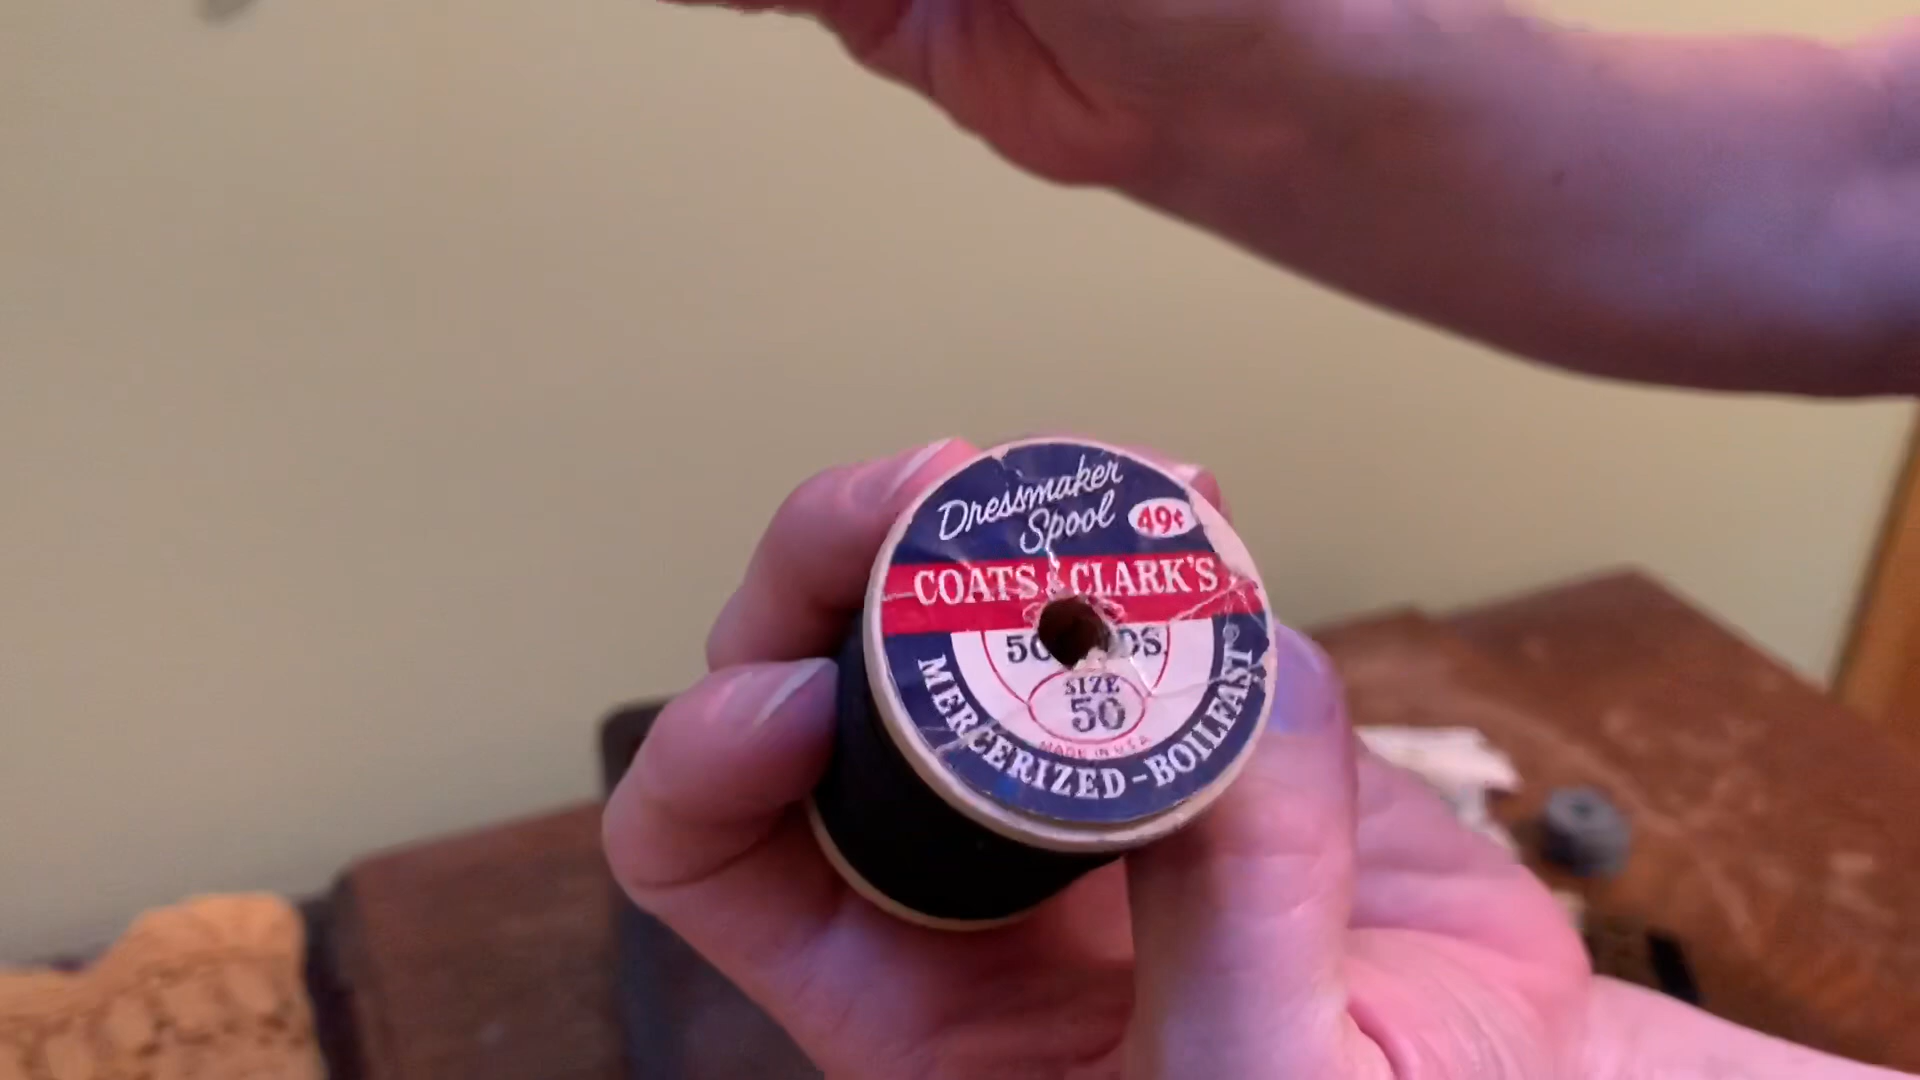 Dressmaker
Spool
49¢
COATS & CLARK'S
SIZE
50
MADE IN U.S.A.
MERCERIZED-BOILFAST®